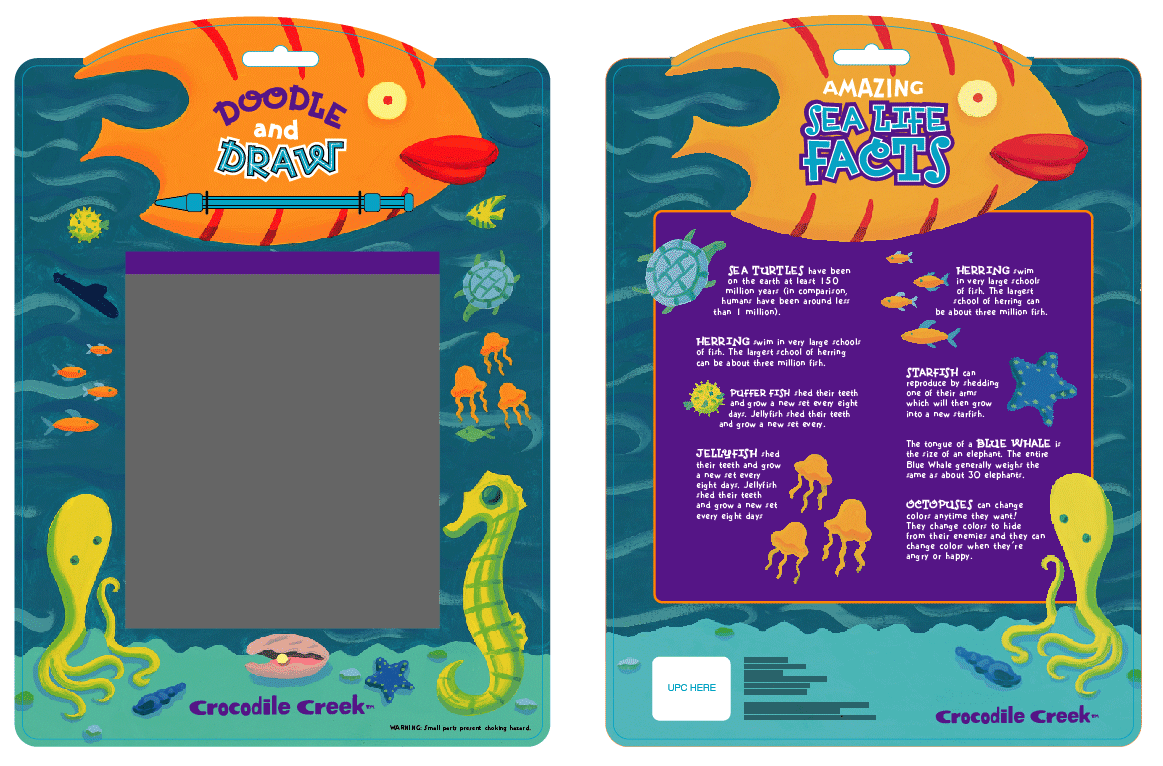 DOODLE
and
DRAW
Crocodile Creek™
WARNING: Small parts present choking hazard.
AMAZING
SEA LIFE
FACTS
SEA TURTLES have been
on the earth at least 150
million years (in comparison,
humans have been around less
than 1 million).
HERRING swim in very large schools
of fish. The largest school of herring
can be about three million fish.
PUFFER FISH shed their teeth
and grow a new set every eight
days. Jellyfish shed their teeth
and grow a new set every.
JELLYFISH shed
their teeth and grow
a new set every
eight days. Jellyfish
shed their teeth
and grow a new set
every eight days
HERRING swim
in very large schools
of fish. The largest
school of herring can
be about three million fish.
STARFISH can
reproduce by shedding
one of their arms
which will then grow
into a new starfish.
The tongue of a BLUE WHALE is
the size of an elephant. The entire
Blue Whale generally weighs the
same as about 30 elephants.
OCTOPUSES can change
colors anytime they want!
They change colors to hide
from their enemies and they can
change color when they're
angry or happy.
UPC HERE
Crocodile Creek™